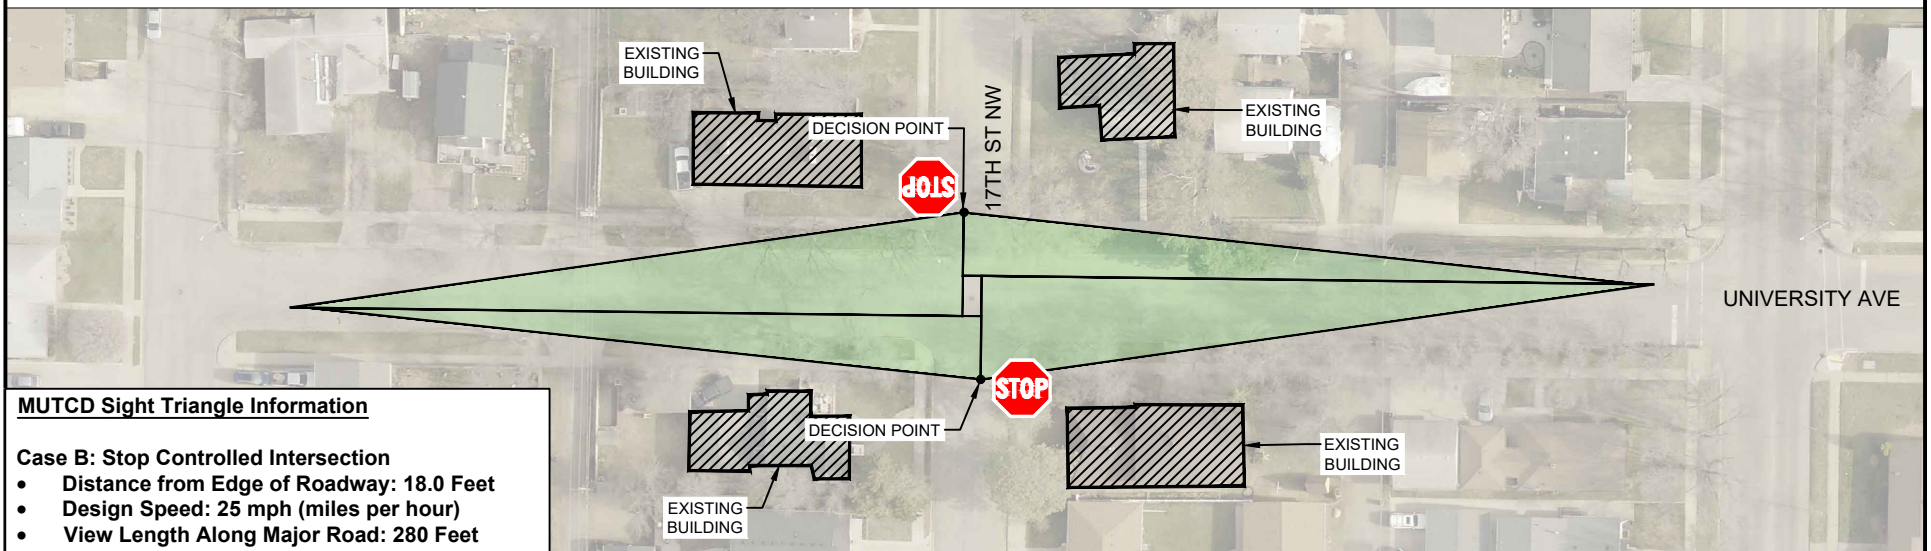 EXISTING
BUILDING
DECISION POINT
17TH ST NW
EXISTING
BUILDING
STOP
UNIVERSITY AVE
STOP
DECISION POINT
EXISTING
BUILDING
EXISTING
BUILDING
MUTCD Sight Triangle Information
Case B: Stop Controlled Intersection
• Distance from Edge of Roadway: 18.0 Feet
• Design Speed: 25 mph (miles per hour)
• View Length Along Major Road: 280 Feet